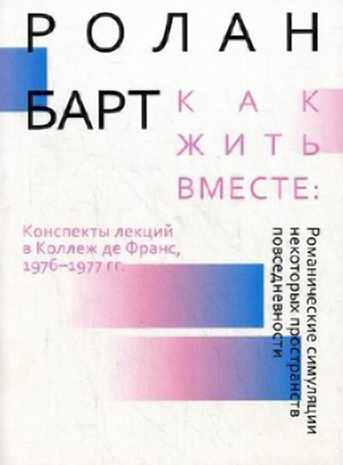 РОЛАН
БАРТ
КАК
ЖИТЬ
ВМЕСТЕ:
Конспекты лекций
в Коллеж де Франс,
1976–1977 гг.
Романические симуляции
некоторых пространств
повседневности